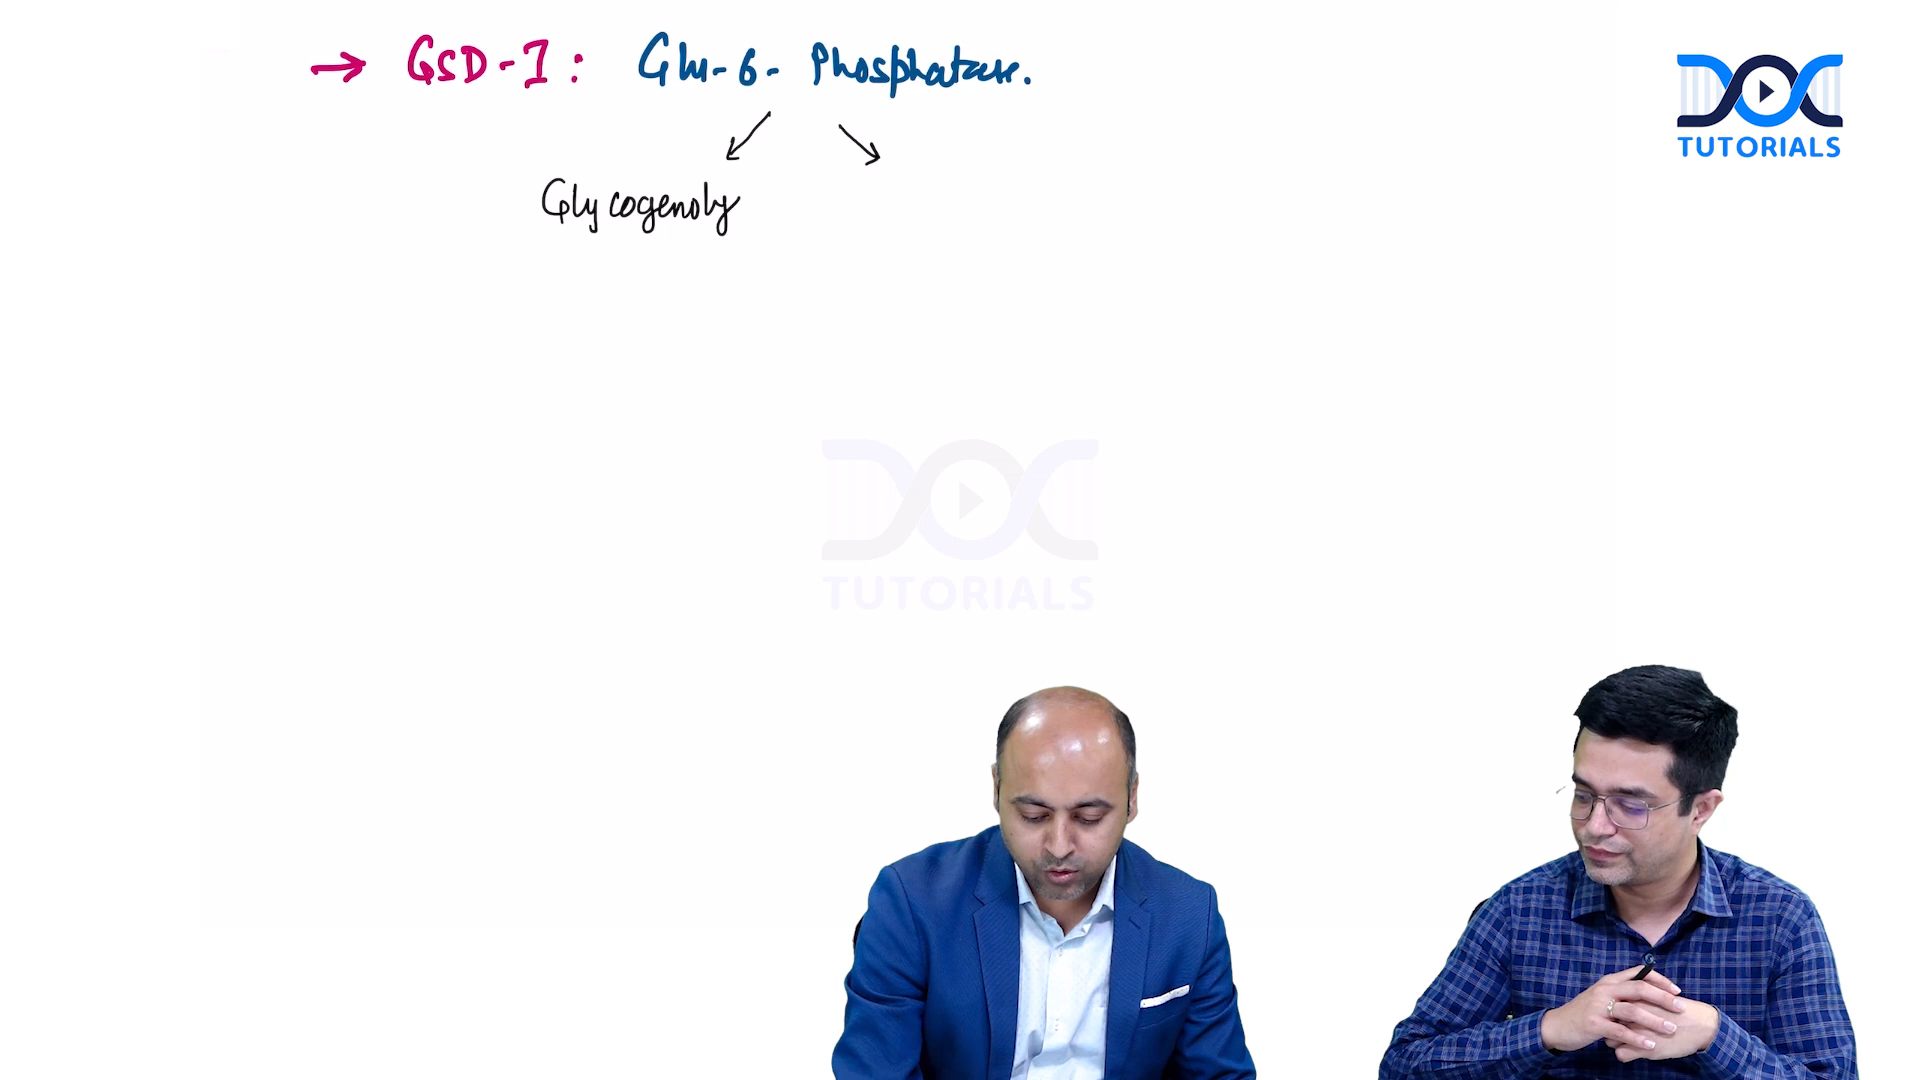 → GSD-I: Glu-6-Phosphatase.
Glycogenoly
TUTORIALS
TUTORIALS